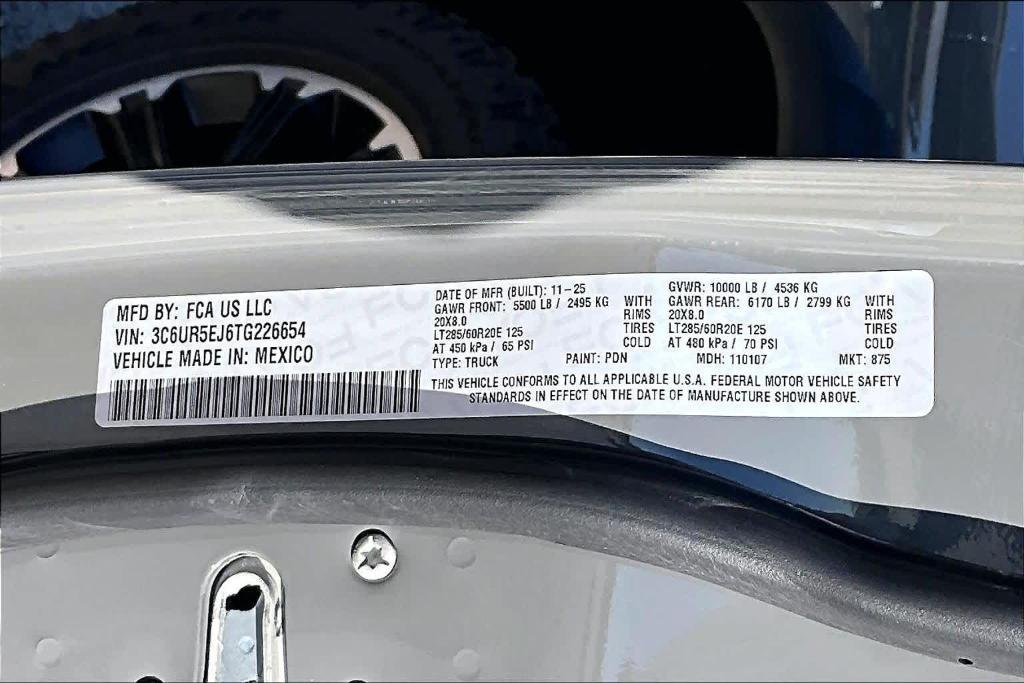 MFD BY: FCA US LLC
VIN: 3C6UR5EJ6TG226654
VEHICLE MADE IN: MEXICO
DATE OF MFR (BUILT): 11-25
GAWR FRONT: 5500 LB / 2495 KG WITH
20X8.0 RIMS
LT285/60R20E 125 TIRES
AT 450 kPa / 65 PSI COLD
TYPE: TRUCK PAINT: PDN
GVWR: 10000 LB / 4536 KG
GAWR REAR: 6170 LB / 2799 KG WITH
20X8.0 RIMS
LT285/60R20E 125 TIRES
AT 480 kPa / 70 PSI COLD
MDH: 110107 MKT: 875
THIS VEHICLE CONFORMS TO ALL APPLICABLE U.S.A. FEDERAL MOTOR VEHICLE SAFETY
STANDARDS IN EFFECT ON THE DATE OF MANUFACTURE SHOWN ABOVE.